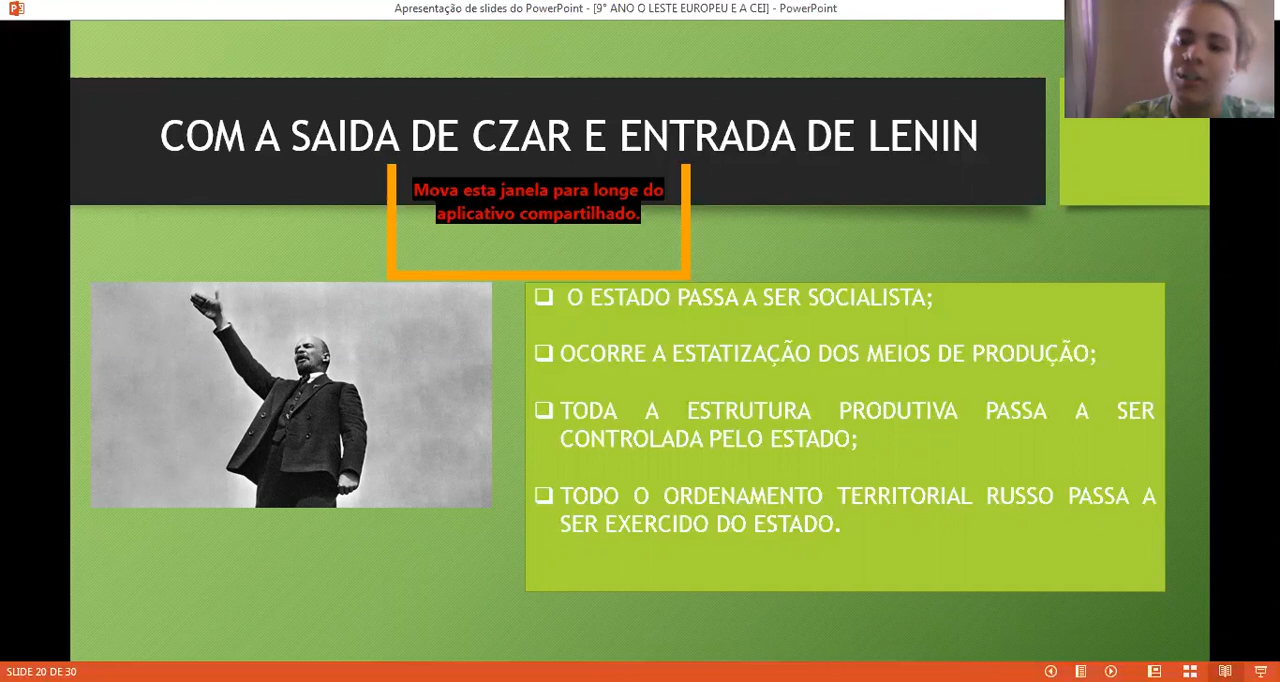 Apresentação de slides do PowerPoint - [9° ANO O LESTE EUROPEU E A CEI] - PowerPoint
COM A SAIDA DE CZAR E ENTRADA DE LENIN
Mova esta janela para longe do
aplicativo compartilhado.
O ESTADO PASSA A SER SOCIALISTA;
OCORRE A ESTATIZAÇÃO DOS MEIOS DE PRODUÇÃO;
TODA A ESTRUTURA PRODUTIVA PASSA A SER
CONTROLADA PELO ESTADO;
TODO O ORDENAMENTO TERRITORIAL RUSSO PASSA A
SER EXERCIDO DO ESTADO.
SLIDE 20 DE 30